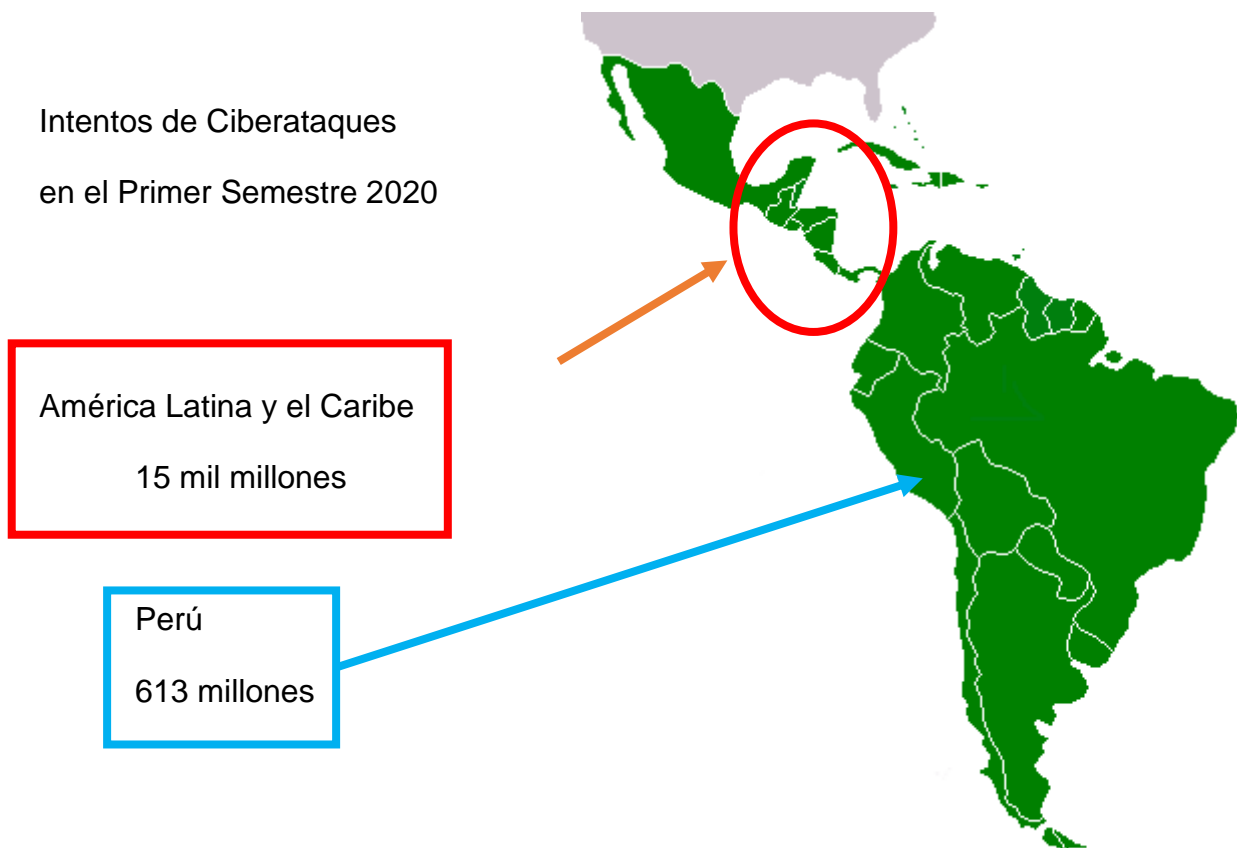 Intentos de Ciberataques
en el Primer Semestre 2020
América Latina y el Caribe
15 mil millones
Perú
613 millones